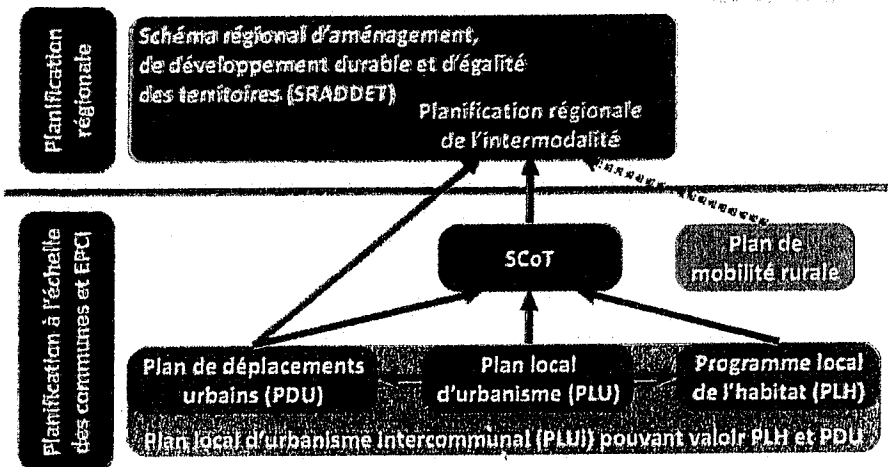 Planification
régionale
Schéma régional d'aménagement,
de développement durable et d'égalité
des territoires (SRADDET)
Planification régionale
de l'intermodalité
Planification à l'échelle
des communes et EPCI
SCoT
Plan de
mobilité rurale
Plan de déplacements
urbains (PDU)
Plan local
d'urbanisme (PLU)
Programme local
de l'habitat (PLH)
Plan local d'urbanisme intercommunal (PLUi) pouvant valoir PLH et PDU